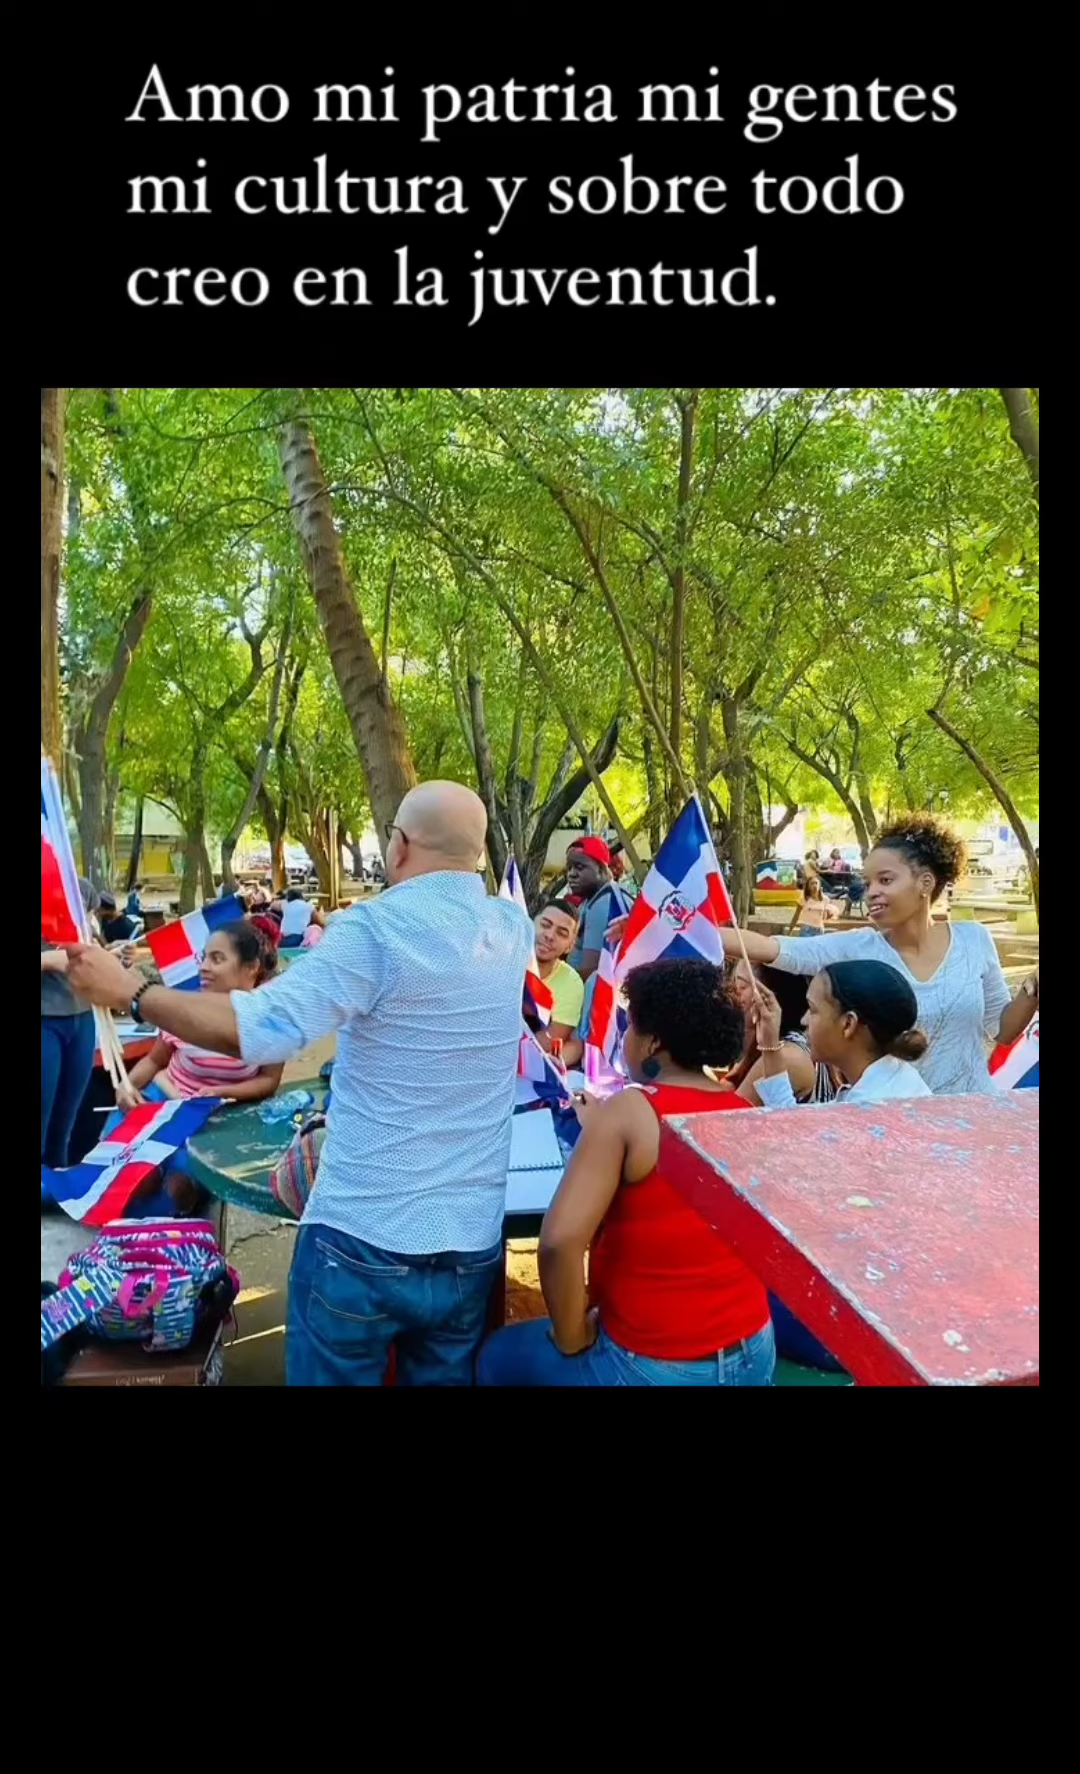 Amo mi patria mi gentes
mi cultura y sobre todo
creo en la juventud.